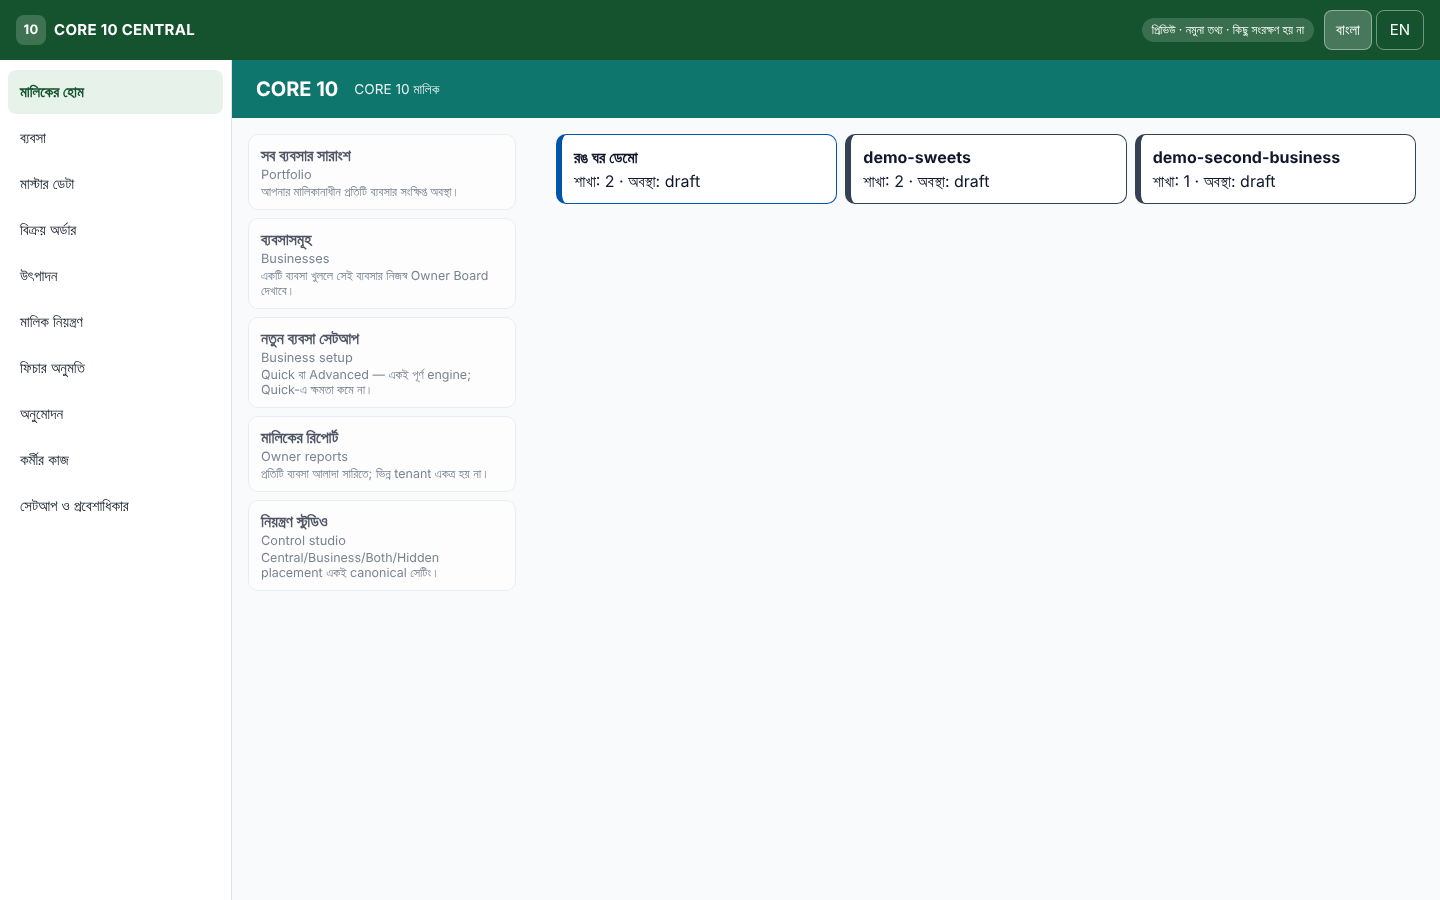 10 CORE 10 CENTRAL
প্রিভিউ · নমুনা তথ্য · কিছু সংরক্ষণ হয় না
বাংলা
EN
মালিকের হোম
ব্যবসা
মাস্টার ডেটা
বিক্রয় অর্ডার
উৎপাদন
মালিক নিয়ন্ত্রণ
ফিচার অনুমতি
অনুমোদন
কর্মীর কাজ
সেটআপ ও প্রবেশাধিকার
CORE 10 CORE 10 মালিক
সব ব্যবসার সারাংশ
Portfolio
আপনার মালিকানাধীন প্রতিটি ব্যবসার সংক্ষিপ্ত অবস্থা।
ব্যবসাসমূহ
Businesses
একটি ব্যবসা খুললে সেই ব্যবসার নিজস্ব Owner Board
দেখাবে।
নতুন ব্যবসা সেটআপ
Business setup
Quick বা Advanced — একই পূর্ণ engine;
Quick-এ ক্ষমতা কমে না।
মালিকের রিপোর্ট
Owner reports
প্রতিটি ব্যবসা আলাদা সারিতে; ভিন্ন tenant একত্র হয় না।
নিয়ন্ত্রণ স্টুডিও
Control studio
Central/Business/Both/Hidden
placement একই canonical সেটিং।
রঙ ঘর ডেমো
শাখা: 2 · অবস্থা: draft
demo-sweets
শাখা: 2 · অবস্থা: draft
demo-second-business
শাখা: 1 · অবস্থা: draft